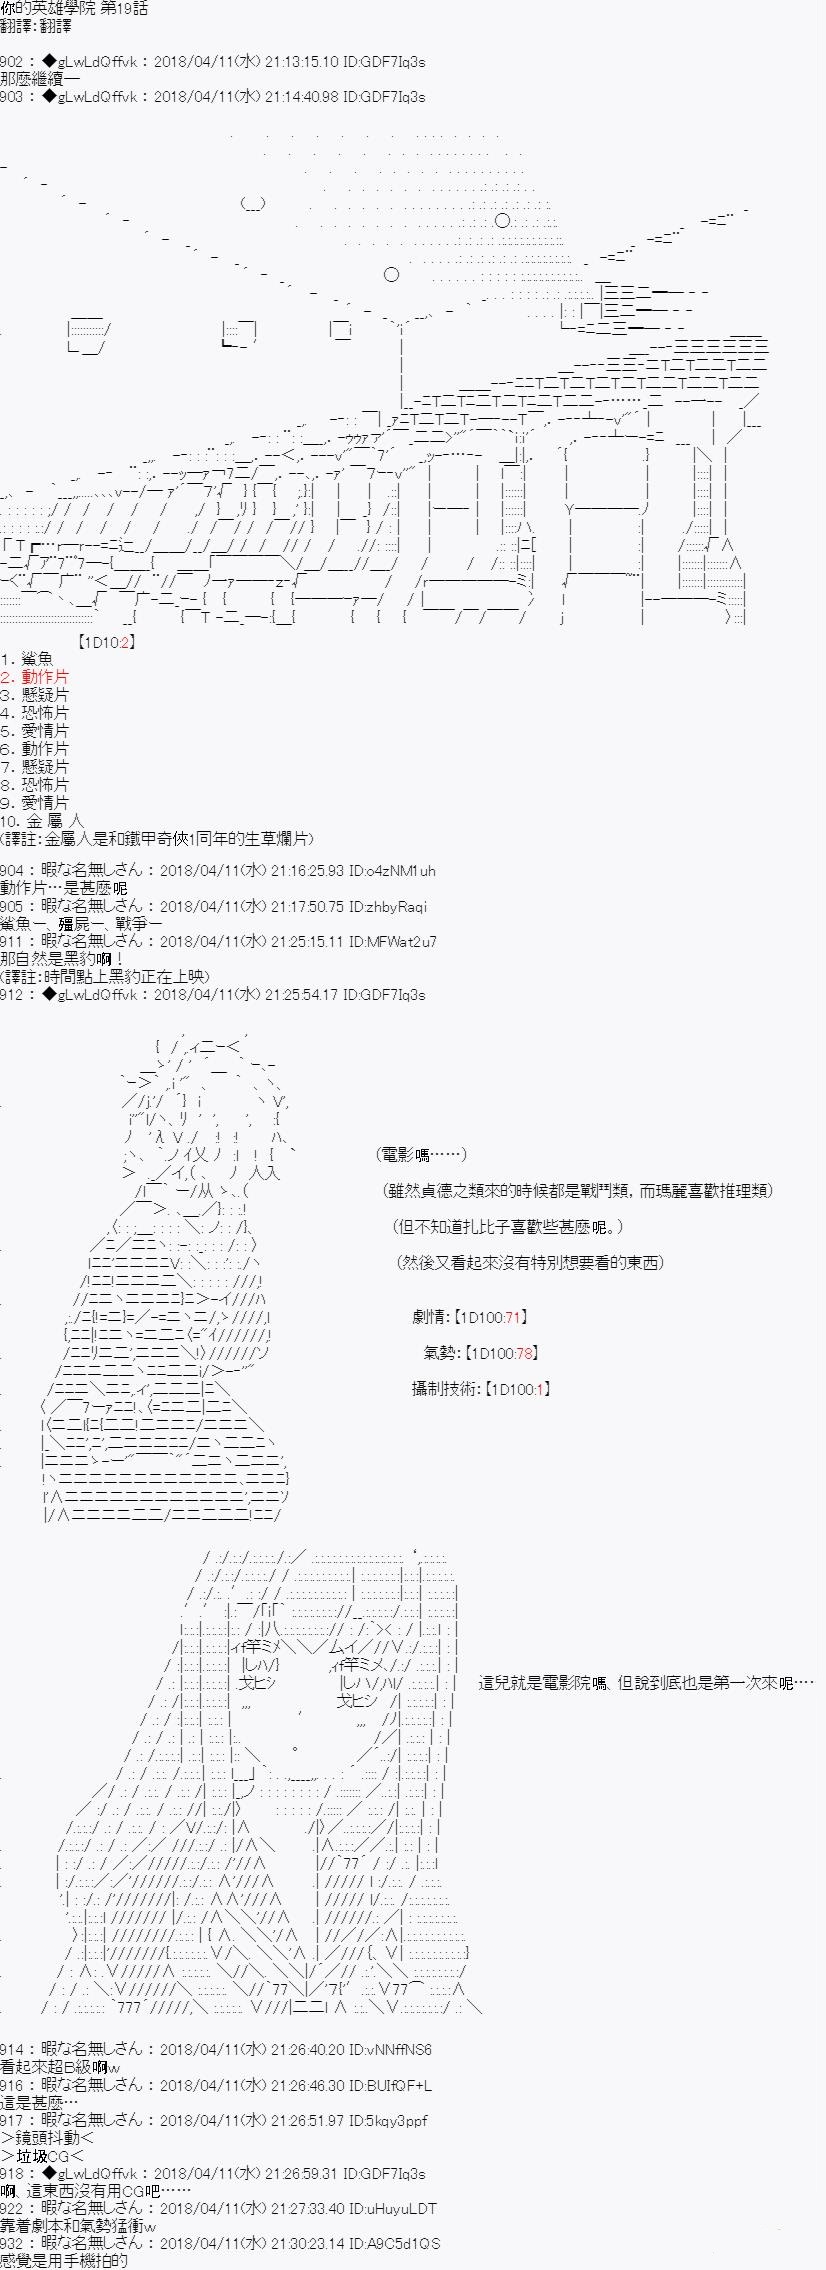 你的英雄學院 第19話
翻譯:翻譯
902 : ◆gLwLdQffvk : 2018/04/11(水) 21:13:15.10 ID:GDF7Iq3s
那麼繼續—
903 : ◆gLwLdQffvk : 2018/04/11(水) 21:14:40.98 ID:GDF7Iq3s
【1D10:2】
1. 鯊魚
2. 動作片
3. 懸疑片
4. 恐怖片
5. 愛情片
6. 動作片
7. 懸疑片
8. 恐怖片
9. 愛情片
10. 金 屬 人
(譯註:金屬人是和鐵甲奇俠1同年的生草爛片)
904 : 暇な名無しさん : 2018/04/11(水) 21:16:25.93 ID:o4zNM1uh
動作片…是甚麼呢
905 : 暇な名無しさん : 2018/04/11(水) 21:17:50.75 ID:zhbyRaqi
鯊魚ー、殭屍ー、戰爭ー
911 : 暇な名無しさん : 2018/04/11(水) 21:25:15.11 ID:MFWat2u7
那自然是黑豹啊!
(譯註:時間點上黑豹正在上映)
912 : ◆gLwLdQffvk : 2018/04/11(水) 21:25:54.17 ID:GDF7Iq3s
(電影嗎……)
(雖然貞德之類來的時候都是戰鬥類,而瑪麗喜歡推理類)
(但不知道扎比子喜歡些甚麼呢。)
(然後又看起來沒有特別想要看的東西)
劇情:【1D100:71】
氣勢:【1D100:78】
攝制技術:【1D100:1】
這兒就是電影院嗎、但說到底也是第一次來呢….
914 : 暇な名無しさん : 2018/04/11(水) 21:26:40.20 ID:vNNffNS6
看起來超B級啊w
916 : 暇な名無しさん : 2018/04/11(水) 21:26:46.30 ID:BUIfQF+L
這是甚麼…
917 : 暇な名無しさん : 2018/04/11(水) 21:26:51.97 ID:5kqy3ppf
>鏡頭抖動<
>垃圾CG<
918 : ◆gLwLdQffvk : 2018/04/11(水) 21:26:59.31 ID:GDF7Iq3s
啊、這東西沒有用CG吧……
922 : 暇な名無しさん : 2018/04/11(水) 21:27:33.40 ID:uHuyuLDT
靠着劇本和氣勢猛衝w
932 : 暇な名無しさん : 2018/04/11(水) 21:30:23.14 ID:A9C5d1QS
感覺是用手機拍的